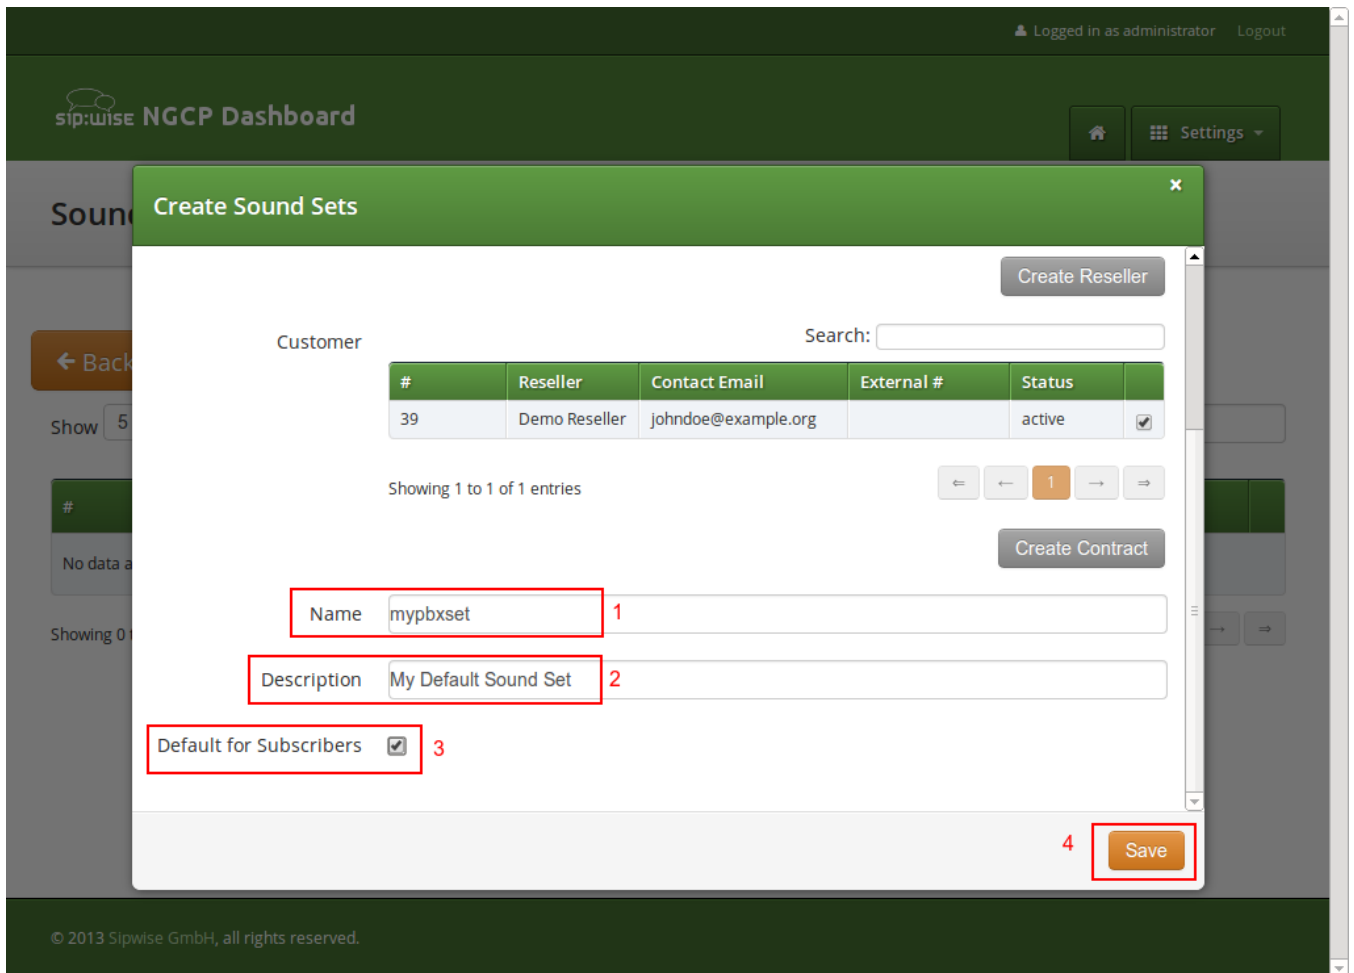 Logged in as administrator Logout
sip:wise NGCP Dashboard
Settings
Soun
Create Sound Sets
×
Create Reseller
Back
Customer
Search:
Show 5
# Reseller Contact Email External # Status
39 Demo Reseller johndoe@example.org active
Showing 1 to 1 of 1 entries
⇐ ← 1 → ⇒
#
Create Contract
No data a
Name mypbxset 1
Showing 0 t
→ ⇒
Description My Default Sound Set 2
Default for Subscribers 3
4 Save
© 2013 Sipwise GmbH, all rights reserved.